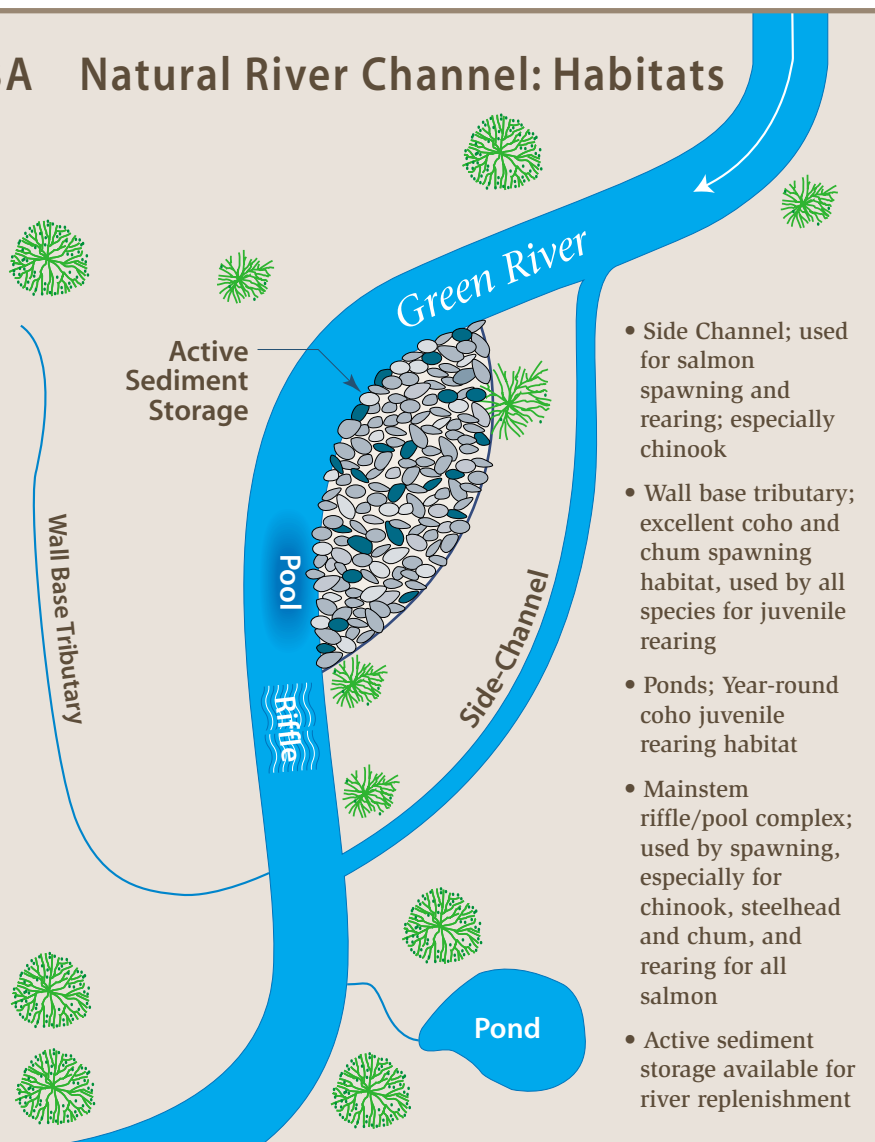 A Natural River Channel: Habitats
Green River
Active
Sediment
Storage
Wall Base Tributary
Pool
Riffle
Side-Channel
Pond
• Side Channel; used
for salmon
spawning and
rearing; especially
chinook
• Wall base tributary;
excellent coho and
chum spawning
habitat, used by all
species for juvenile
rearing
• Ponds; Year-round
coho juvenile
rearing habitat
• Mainstem
riffle/pool complex;
used by spawning,
especially for
chinook, steelhead
and chum, and
rearing for all
salmon
• Active sediment
storage available for
river replenishment